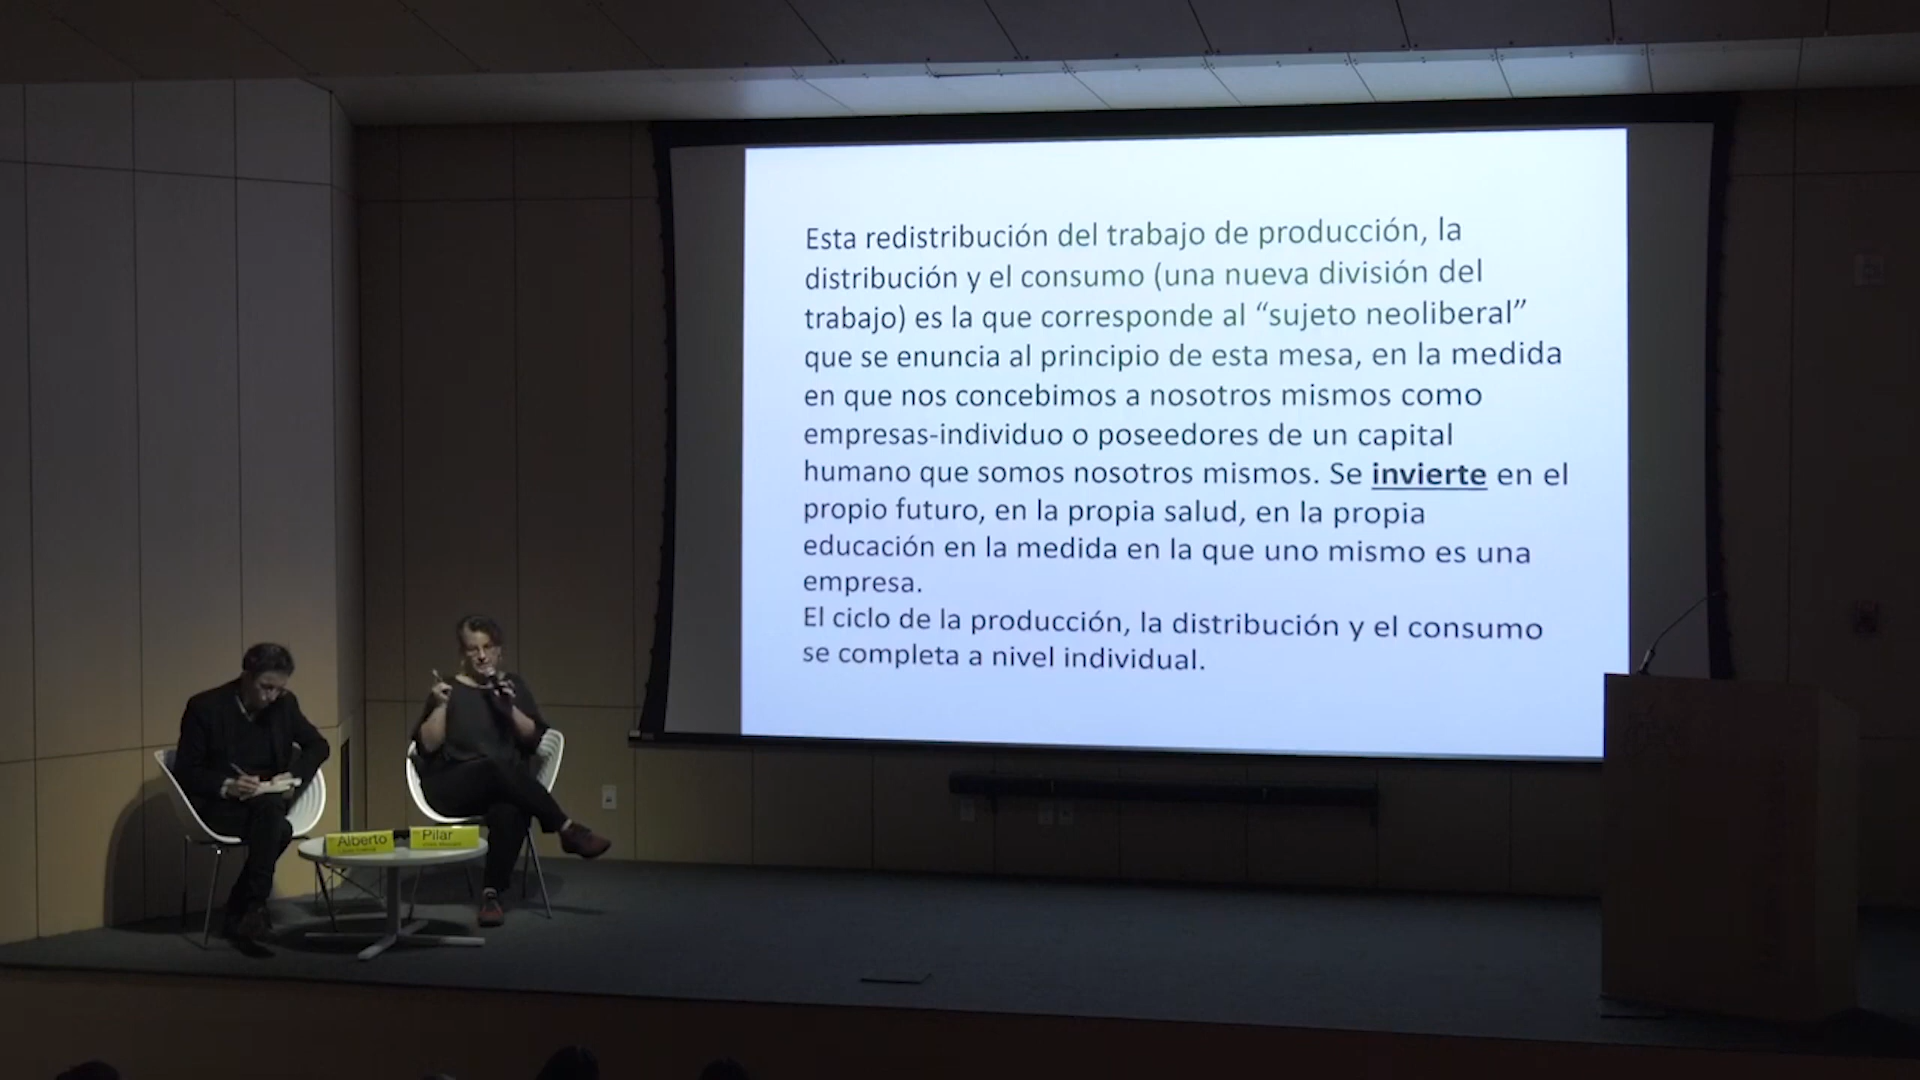 Esta redistribución del trabajo de producción, la
distribución y el consumo (una nueva división del
trabajo) es la que corresponde al “sujeto neoliberal”
que se enuncia al principio de esta mesa, en la medida
en que nos concebimos a nosotros mismos como
empresas-individuo o poseedores de un capital
humano que somos nosotros mismos. Se invierte en el
propio futuro, en la propia salud, en la propia
educación en la medida en la que uno mismo es una
empresa.
El ciclo de la producción, la distribución y el consumo
se completa a nivel individual.
Alberto
Pilar